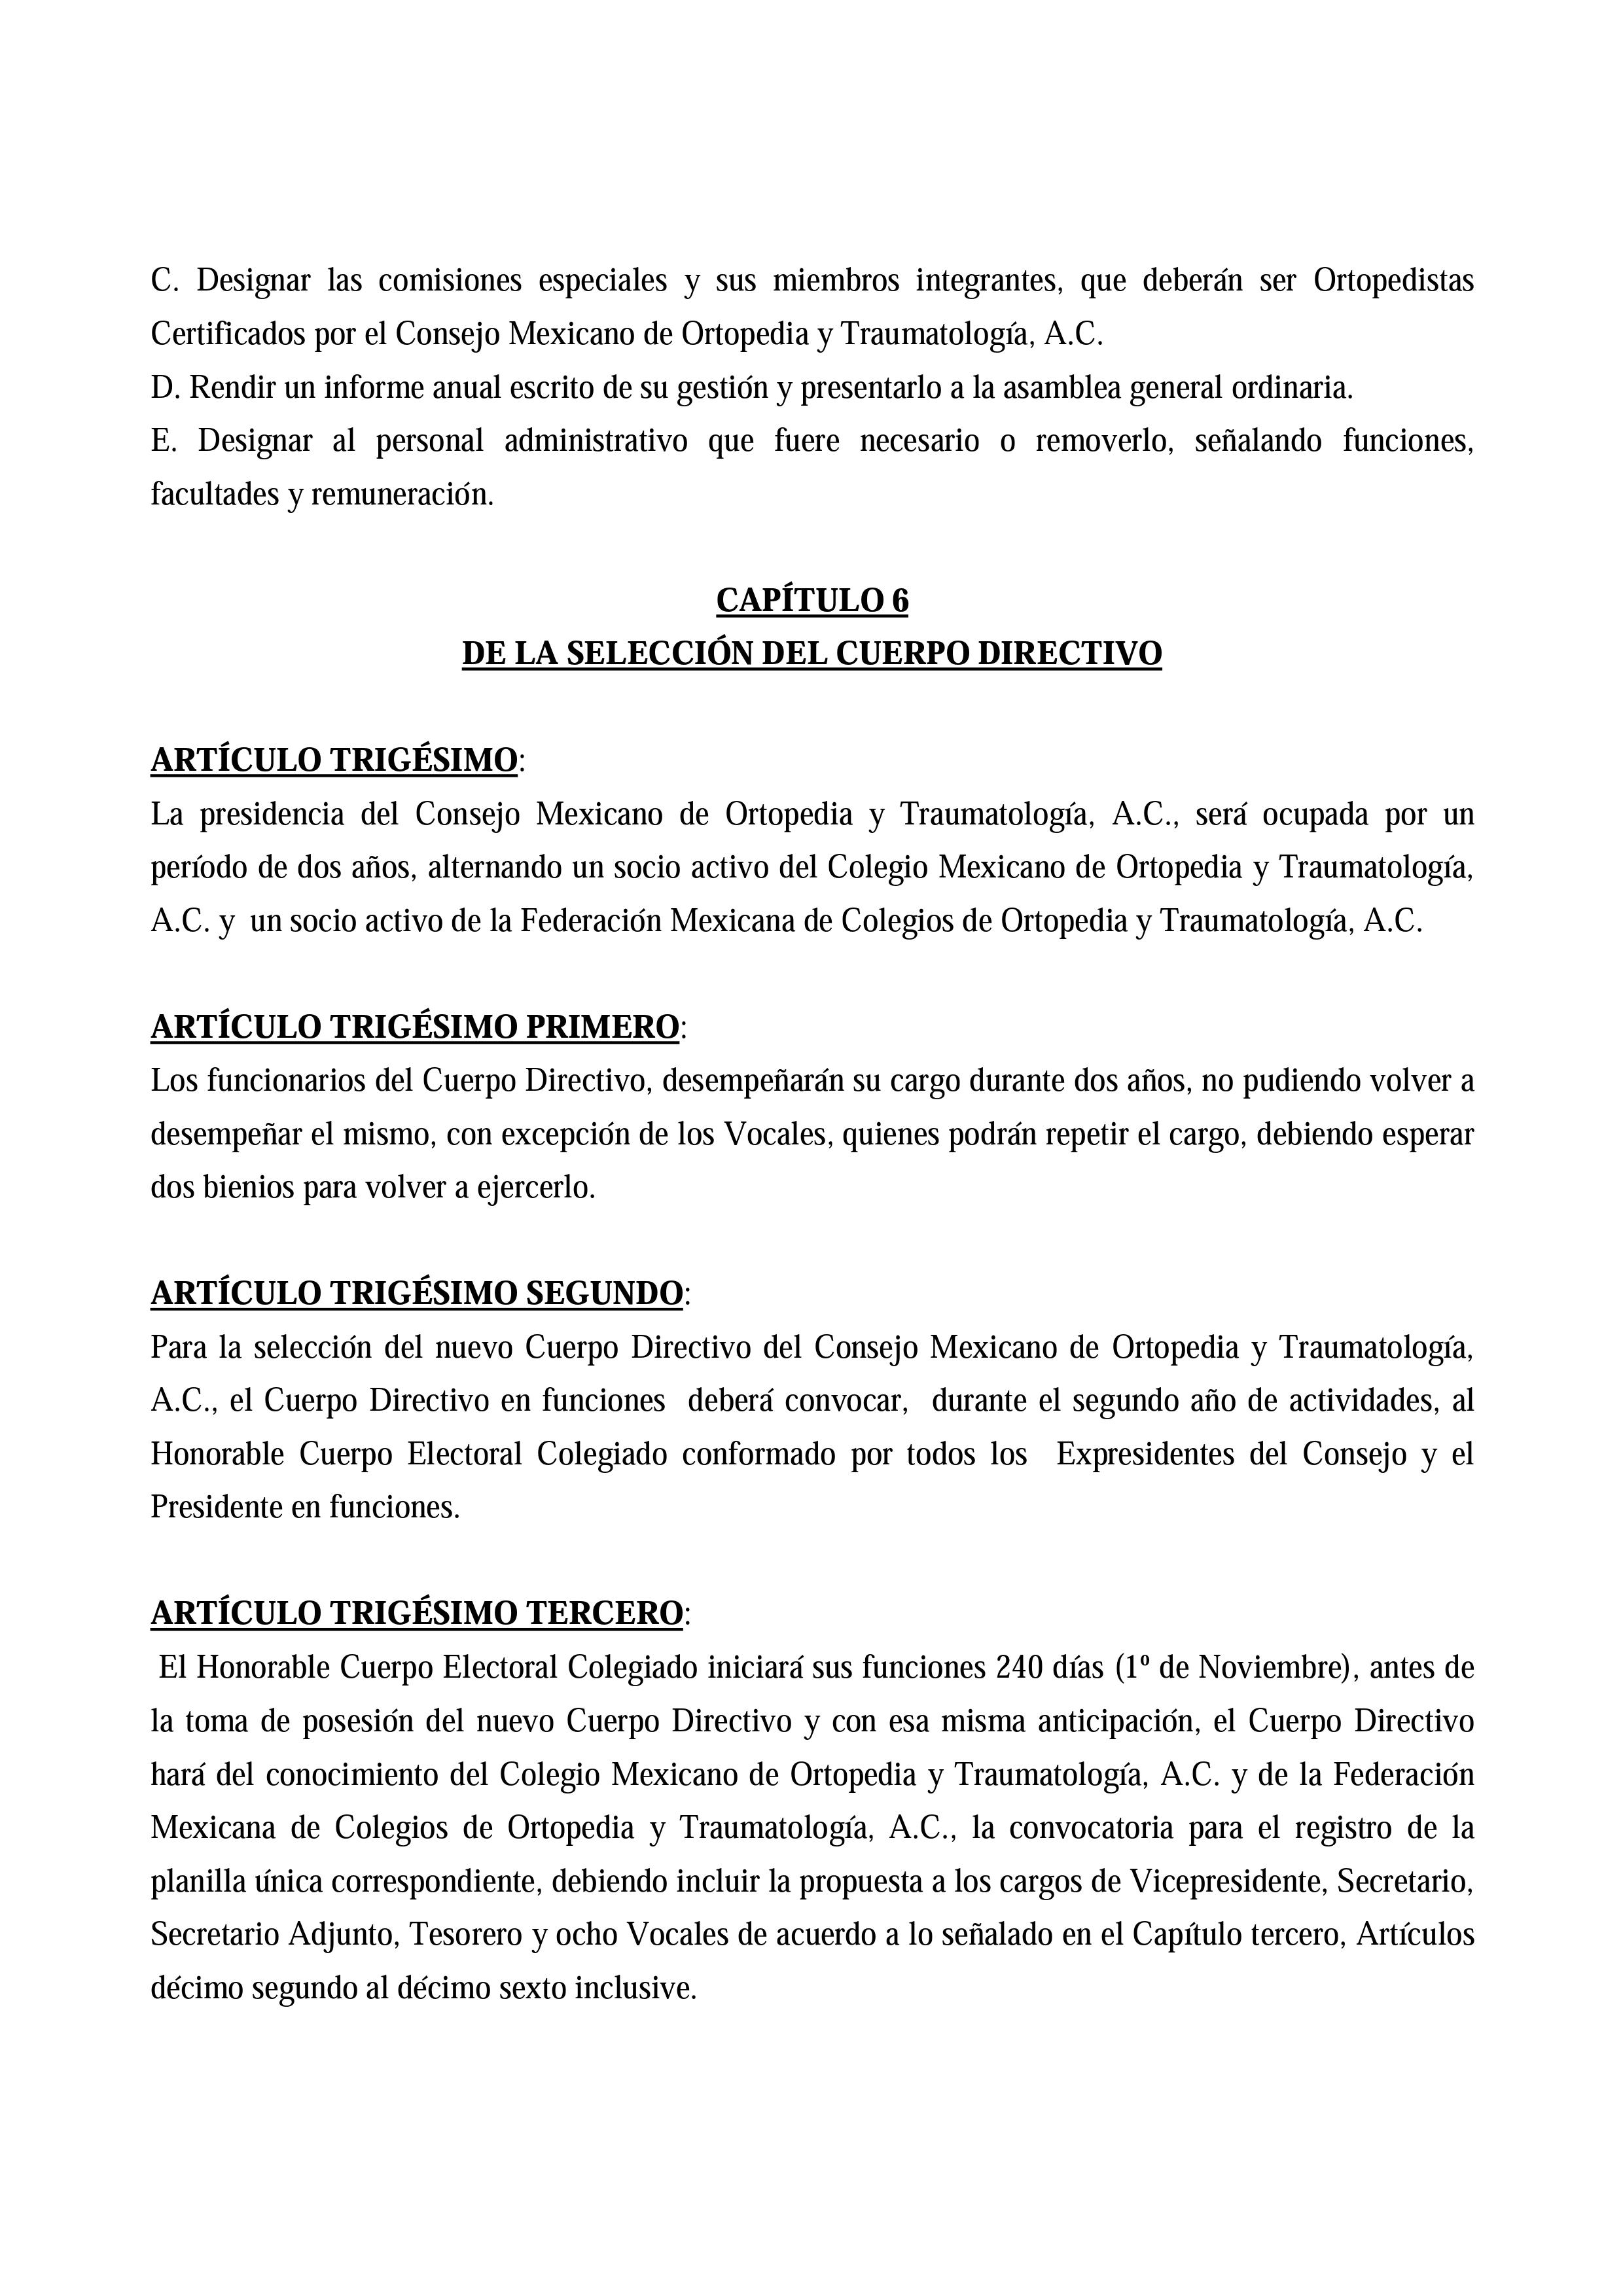 C. Designar las comisiones especiales y sus miembros integrantes, que deberán ser Ortopedistas
Certificados por el Consejo Mexicano de Ortopedia y Traumatología, A.C.
D. Rendir un informe anual escrito de su gestión y presentarlo a la asamblea general ordinaria.
E. Designar al personal administrativo que fuere necesario o removerlo, señalando funciones,
facultades y remuneración.
CAPÍTULO 6
DE LA SELECCIÓN DEL CUERPO DIRECTIVO
ARTÍCULO TRIGÉSIMO:
La presidencia del Consejo Mexicano de Ortopedia y Traumatología, A.C., será ocupada por un
período de dos años, alternando un socio activo del Colegio Mexicano de Ortopedia y Traumatología,
A.C. y un socio activo de la Federación Mexicana de Colegios de Ortopedia y Traumatología, A.C.
ARTÍCULO TRIGÉSIMO PRIMERO:
Los funcionarios del Cuerpo Directivo, desempeñarán su cargo durante dos años, no pudiendo volver a
desempeñar el mismo, con excepción de los Vocales, quienes podrán repetir el cargo, debiendo esperar
dos bienios para volver a ejercerlo.
ARTÍCULO TRIGÉSIMO SEGUNDO:
Para la selección del nuevo Cuerpo Directivo del Consejo Mexicano de Ortopedia y Traumatología,
A.C., el Cuerpo Directivo en funciones deberá convocar, durante el segundo año de actividades, al
Honorable Cuerpo Electoral Colegiado conformado por todos los Expresidentes del Consejo y el
Presidente en funciones.
ARTÍCULO TRIGÉSIMO TERCERO:
El Honorable Cuerpo Electoral Colegiado iniciará sus funciones 240 días (1º de Noviembre), antes de
la toma de posesión del nuevo Cuerpo Directivo y con esa misma anticipación, el Cuerpo Directivo
hará del conocimiento del Colegio Mexicano de Ortopedia y Traumatología, A.C. y de la Federación
Mexicana de Colegios de Ortopedia y Traumatología, A.C., la convocatoria para el registro de la
planilla única correspondiente, debiendo incluir la propuesta a los cargos de Vicepresidente, Secretario,
Secretario Adjunto, Tesorero y ocho Vocales de acuerdo a lo señalado en el Capítulo tercero, Artículos
décimo segundo al décimo sexto inclusive.